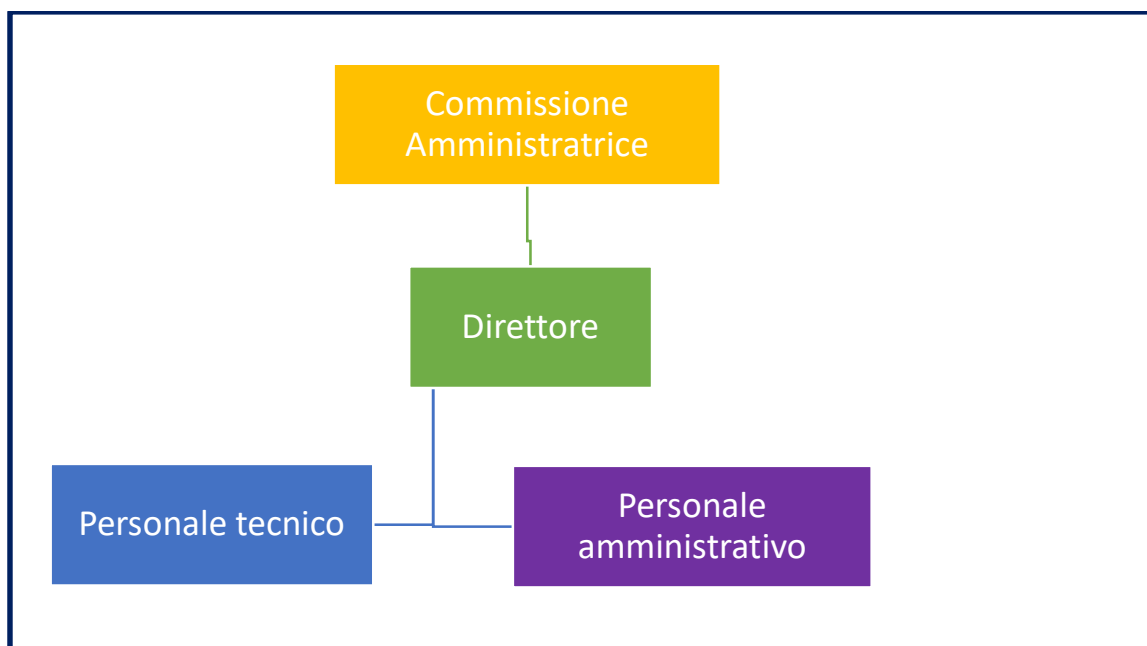 Commissione
Amministratrice
Direttore
Personale tecnico
Personale
amministrativo